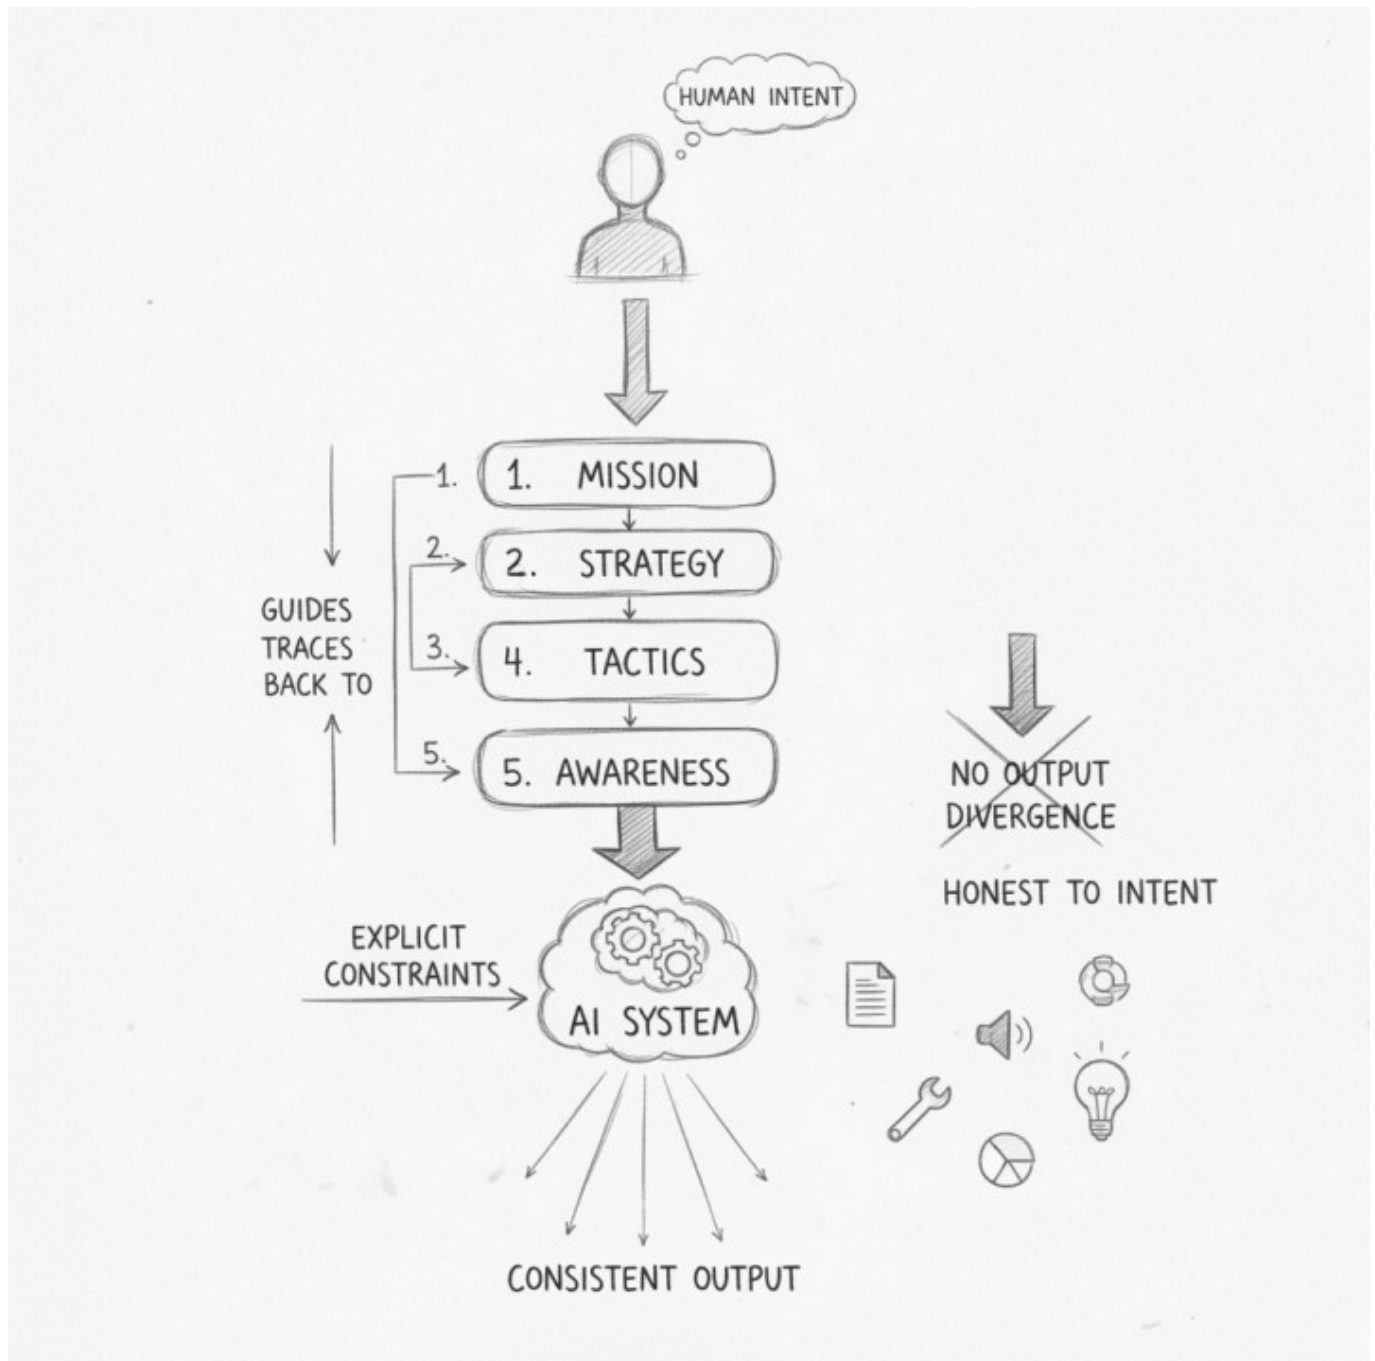 HUMAN INTENT
1.
1. MISSION
2.
2. STRATEGY
GUIDES
TRACES
BACK TO
3.
4. TACTICS
5.
5. AWARENESS
NO OUTPUT
DIVERGENCE
HONEST TO INTENT
EXPLICIT
CONSTRAINTS
AI SYSTEM
CONSISTENT OUTPUT